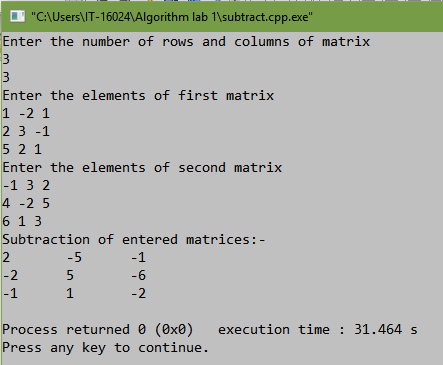 "C:\Users\IT-16024\Algorithm lab 1\subtract.cpp.exe"
Enter the number of rows and columns of matrix
3
3
Enter the elements of first matrix
1 -2 1
2 3 -1
5 2 1
Enter the elements of second matrix
-1 3 2
4 -2 5
6 1 3
Subtraction of entered matrices:-
2 -5 -1
-2 5 -6
-1 1 -2
Process returned 0 (0x0) execution time : 31.464 s
Press any key to continue.